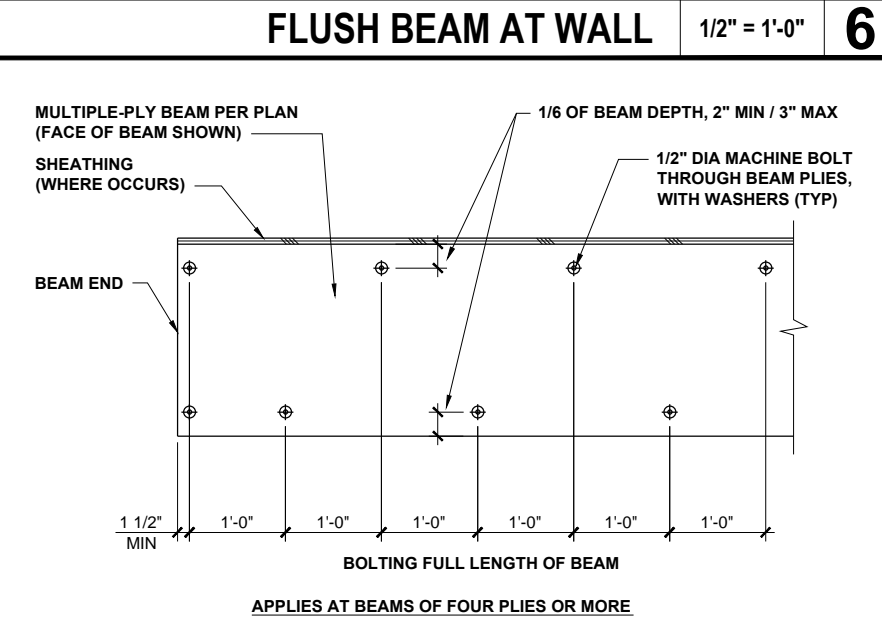 FLUSH BEAM AT WALL
1/2" = 1'-0"
6
MULTIPLE-PLY BEAM PER PLAN
(FACE OF BEAM SHOWN)
1/6 OF BEAM DEPTH, 2" MIN / 3" MAX
SHEATHING
(WHERE OCCURS)
1/2" DIA MACHINE BOLT
THROUGH BEAM PLIES,
WITH WASHERS (TYP)
BEAM END
1 1/2"
MIN
1'-0"
1'-0"
1'-0"
1'-0"
1'-0"
1'-0"
BOLTING FULL LENGTH OF BEAM
APPLIES AT BEAMS OF FOUR PLIES OR MORE